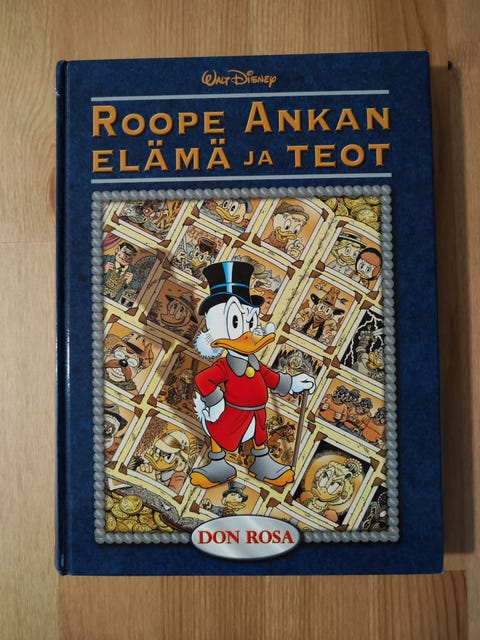 Walt Disney
Roope Ankan
elämä ja teot
DON ROSA